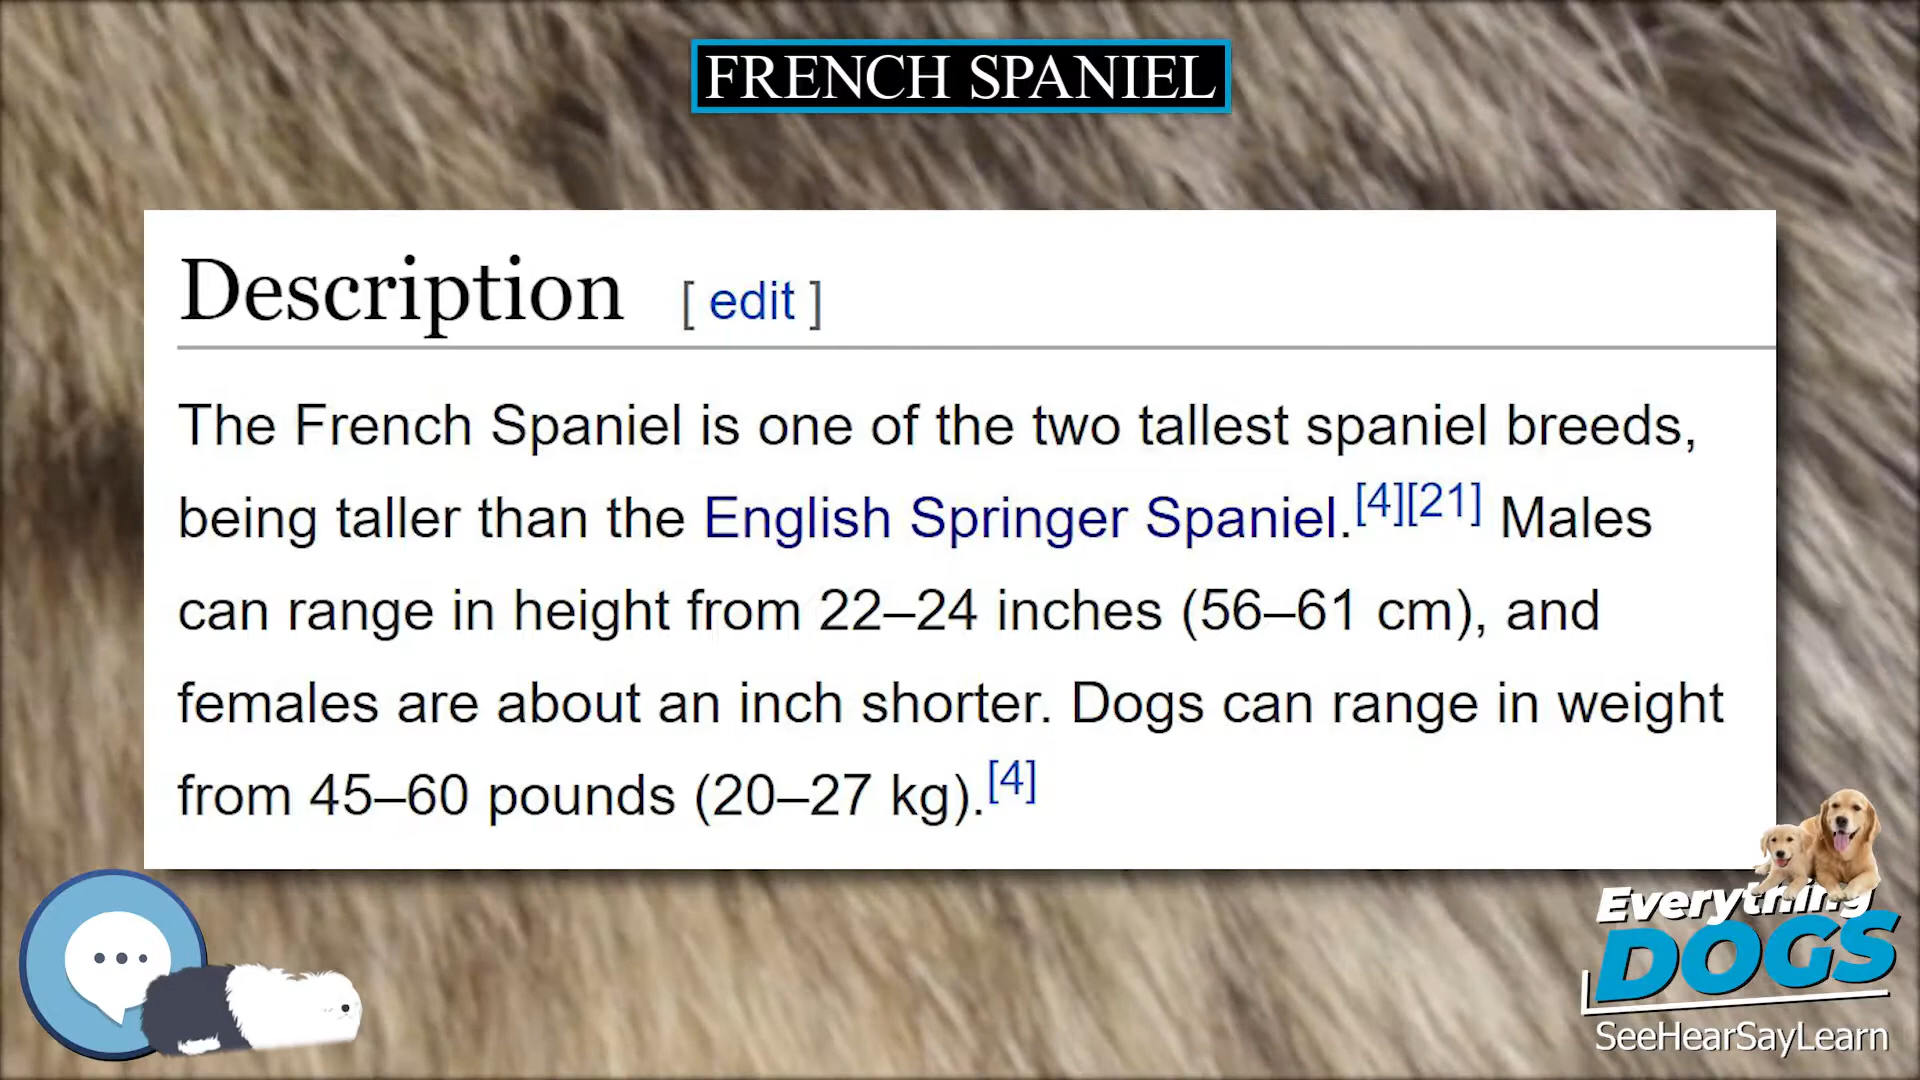 FRENCH SPANIEL
Description [ edit ]
The French Spaniel is one of the two tallest spaniel breeds,
being taller than the English Springer Spaniel.[4][21] Males
can range in height from 22–24 inches (56–61 cm), and
females are about an inch shorter. Dogs can range in weight
from 45–60 pounds (20–27 kg).[4]
Everything
DOGS
SeeHearSayLearn